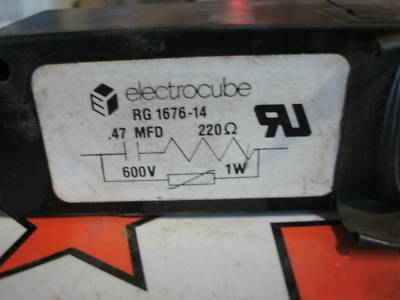 electrocube
RG 1676-14
.47 MFD 220Ω
600V 1W